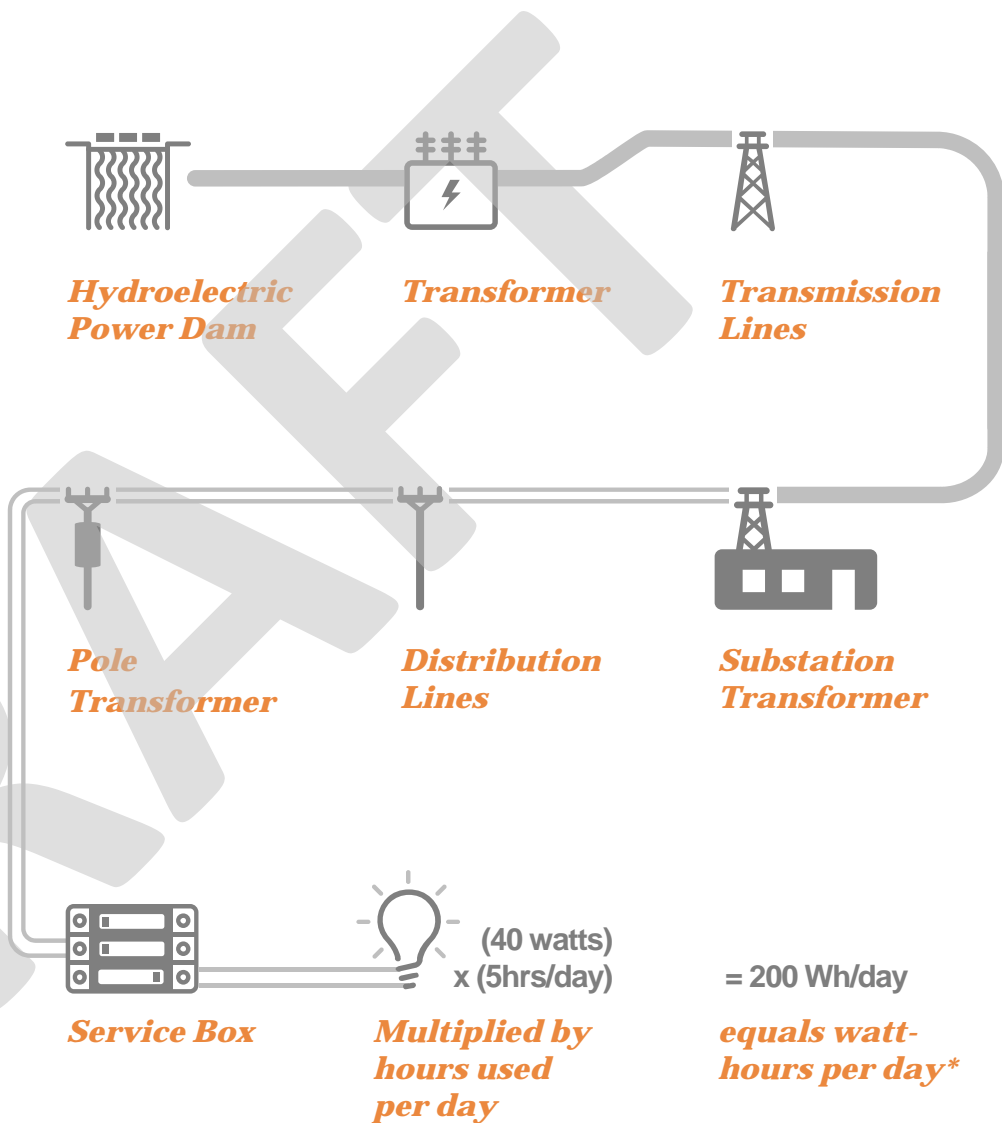 Hydroelectric
Power Dam
Transformer
Transmission
Lines
Pole
Transformer
Distribution
Lines
Substation
Transformer
(40 watts)
x (5hrs/day)
= 200 Wh/day
Service Box
Multiplied by
hours used
per day
equals watt-
hours per day*
RAFT